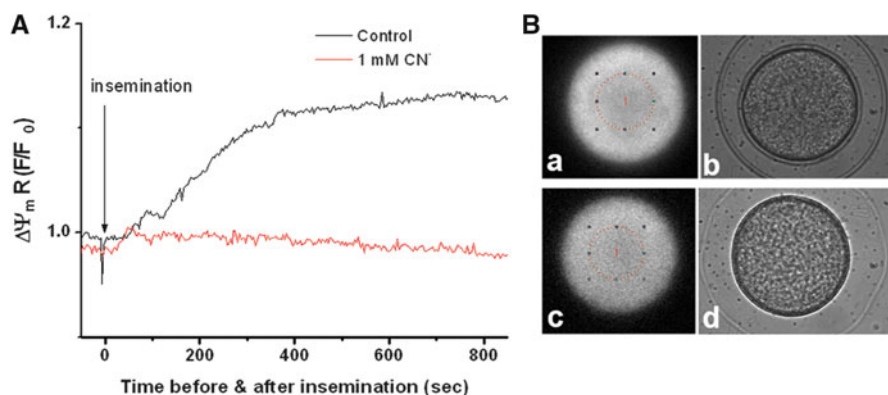 A
1.2
1.0
ΔΨm R (F/F0)
Control
1 mM CN-
insemination
0
200
400
600
800
Time before & after insemination (sec)
B
a
b
c
d